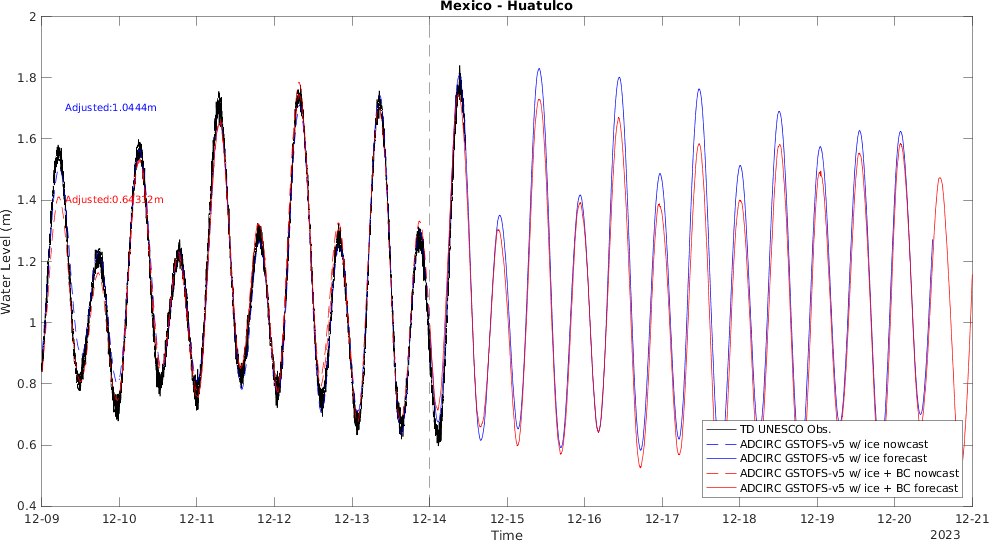 Mexico - Huatulco
Water Level (m)
2
1.8
1.6
1.4
1.2
1
0.8
0.6
0.4
Adjusted:1.0444m
Adjusted:0.64312m
TD UNESCO Obs.
ADCIRC GSTOFS-v5 w/ ice nowcast
ADCIRC GSTOFS-v5 w/ ice forecast
ADCIRC GSTOFS-v5 w/ ice + BC nowcast
ADCIRC GSTOFS-v5 w/ ice + BC forecast
12-09 12-10 12-11 12-12 12-13 12-14 12-15 12-16 12-17 12-18 12-19 12-20 12-21
Time
2023